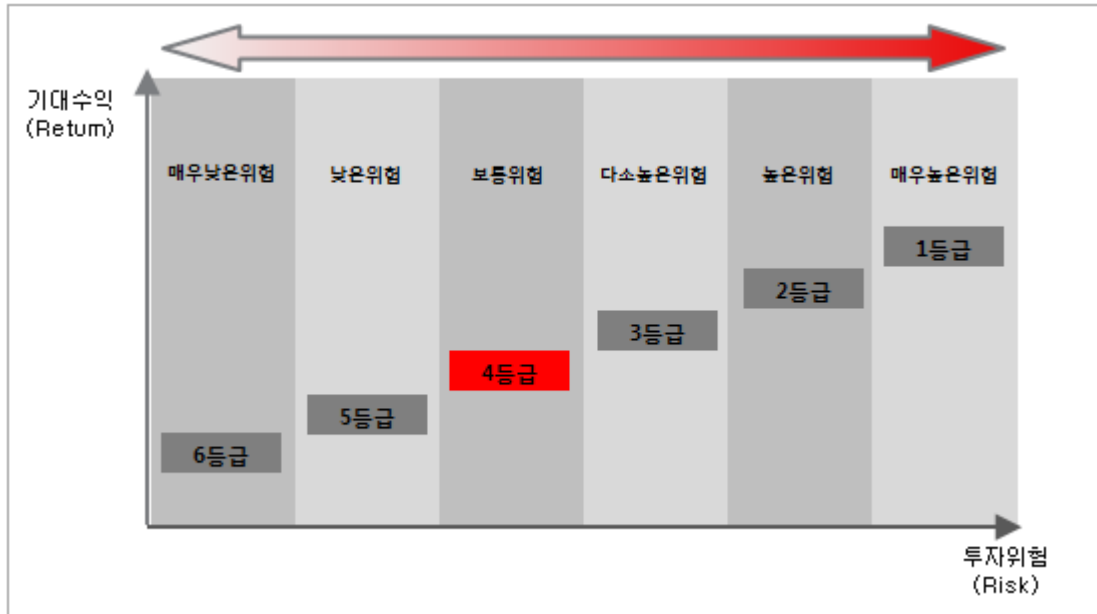 기대수익
(Return)
매우낮은위험
낮은위험
보통위험
다소높은위험
높은위험
매우높은위험
1등급
2등급
3등급
4등급
5등급
6등급
투자위험
(Risk)